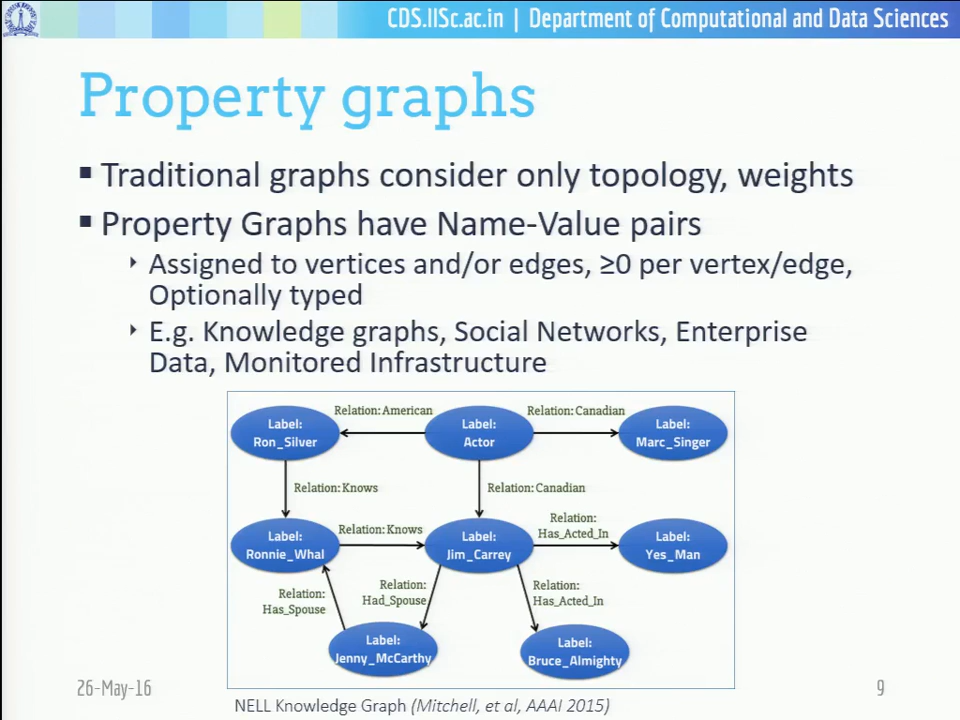 CDS.IISc.ac.in | Department of Computational and Data Sciences
Property graphs
▪ Traditional graphs consider only topology, weights
▪ Property Graphs have Name-Value pairs
‣ Assigned to vertices and/or edges, ≥0 per vertex/edge,
Optionally typed
‣ E.g. Knowledge graphs, Social Networks, Enterprise
Data, Monitored Infrastructure
Relation: American
Relation: Canadian
Label:
Ron_Silver
Label:
Actor
Label:
Marc_Singer
Relation: Knows
Relation: Canadian
Relation: Knows
Relation:
Has_Acted_In
Label:
Ronnie_Whal
Label:
Jim_Carrey
Label:
Yes_Man
Relation:
Has_Spouse
Relation:
Had_Spouse
Relation:
Has_Acted_In
Label:
Jenny_McCarthy
Label:
Bruce_Almighty
26-May-16
9
NELL Knowledge Graph (Mitchell, et al, AAAI 2015)